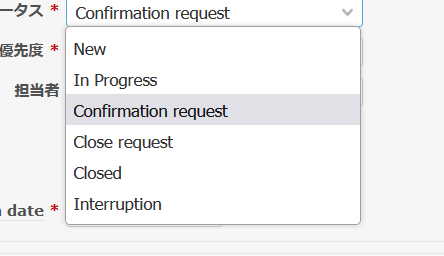 ータス * Confirmation request
優先度 *
担当者
New
In Progress
Confirmation request
Close request
Closed
Interruption
date *